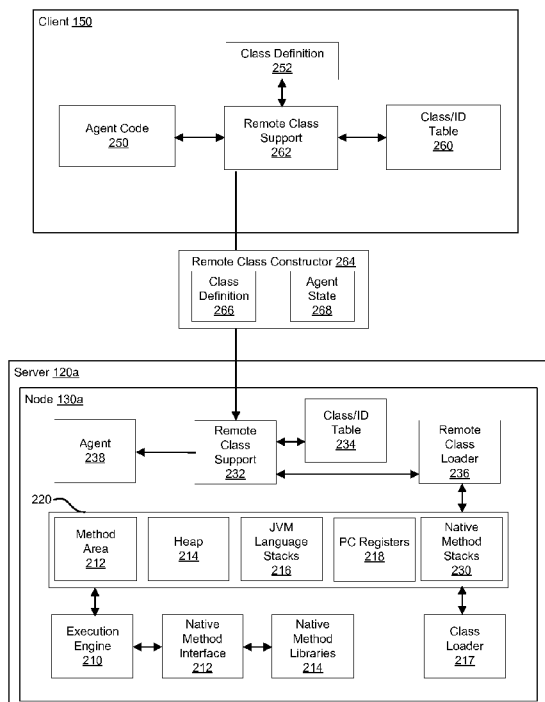 Client 150
Class Definition
252
Agent Code
250
Remote Class
Support
262
Class/ID
Table
260
Remote Class Constructor 264
Class
Definition
266
Agent
State
268
Server 120a
Node 130a
Agent
238
Remote
Class
Support
232
Class/ID
Table
234
Remote
Class
Loader
236
220
Method
Area
212
Heap
214
JVM
Language
Stacks
216
PC Registers
218
Native
Method
Stacks
230
Execution
Engine
210
Native
Method
Interface
212
Native
Method
Libraries
214
Class
Loader
217